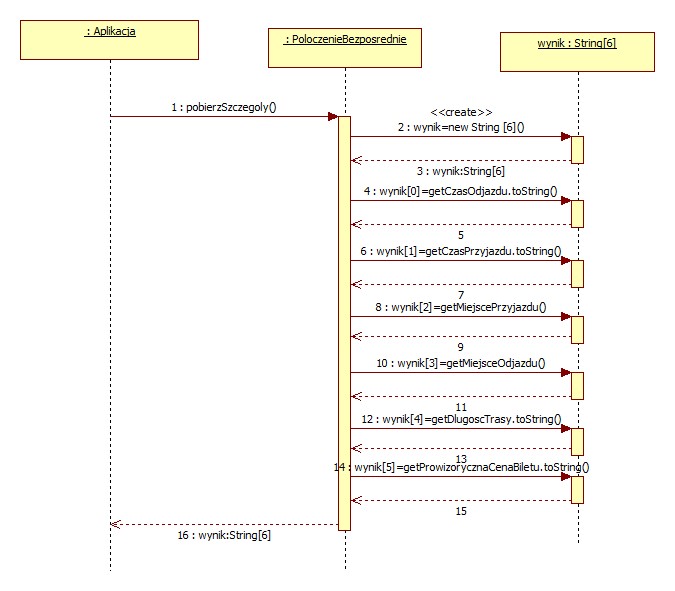 : Aplikacja
: PoloczenieBezposrednie
wynik : String[6]
1 : pobierzSzczegoly()
<<create>>
2 : wynik=new String [6]()
3 : wynik:String[6]
4 : wynik[0]=getCzasOdjazdu.toString()
5
6 : wynik[1]=getCzasPrzyjazdu.toString()
7
8 : wynik[2]=getMiejscePrzyjazdu()
9
10 : wynik[3]=getMiejsceOdjazdu()
11
12 : wynik[4]=getDlugoscTrasy.toString()
13
14 : wynik[5]=getProwizorycznaCenaBiletu.toString()
15
16 : wynik:String[6]